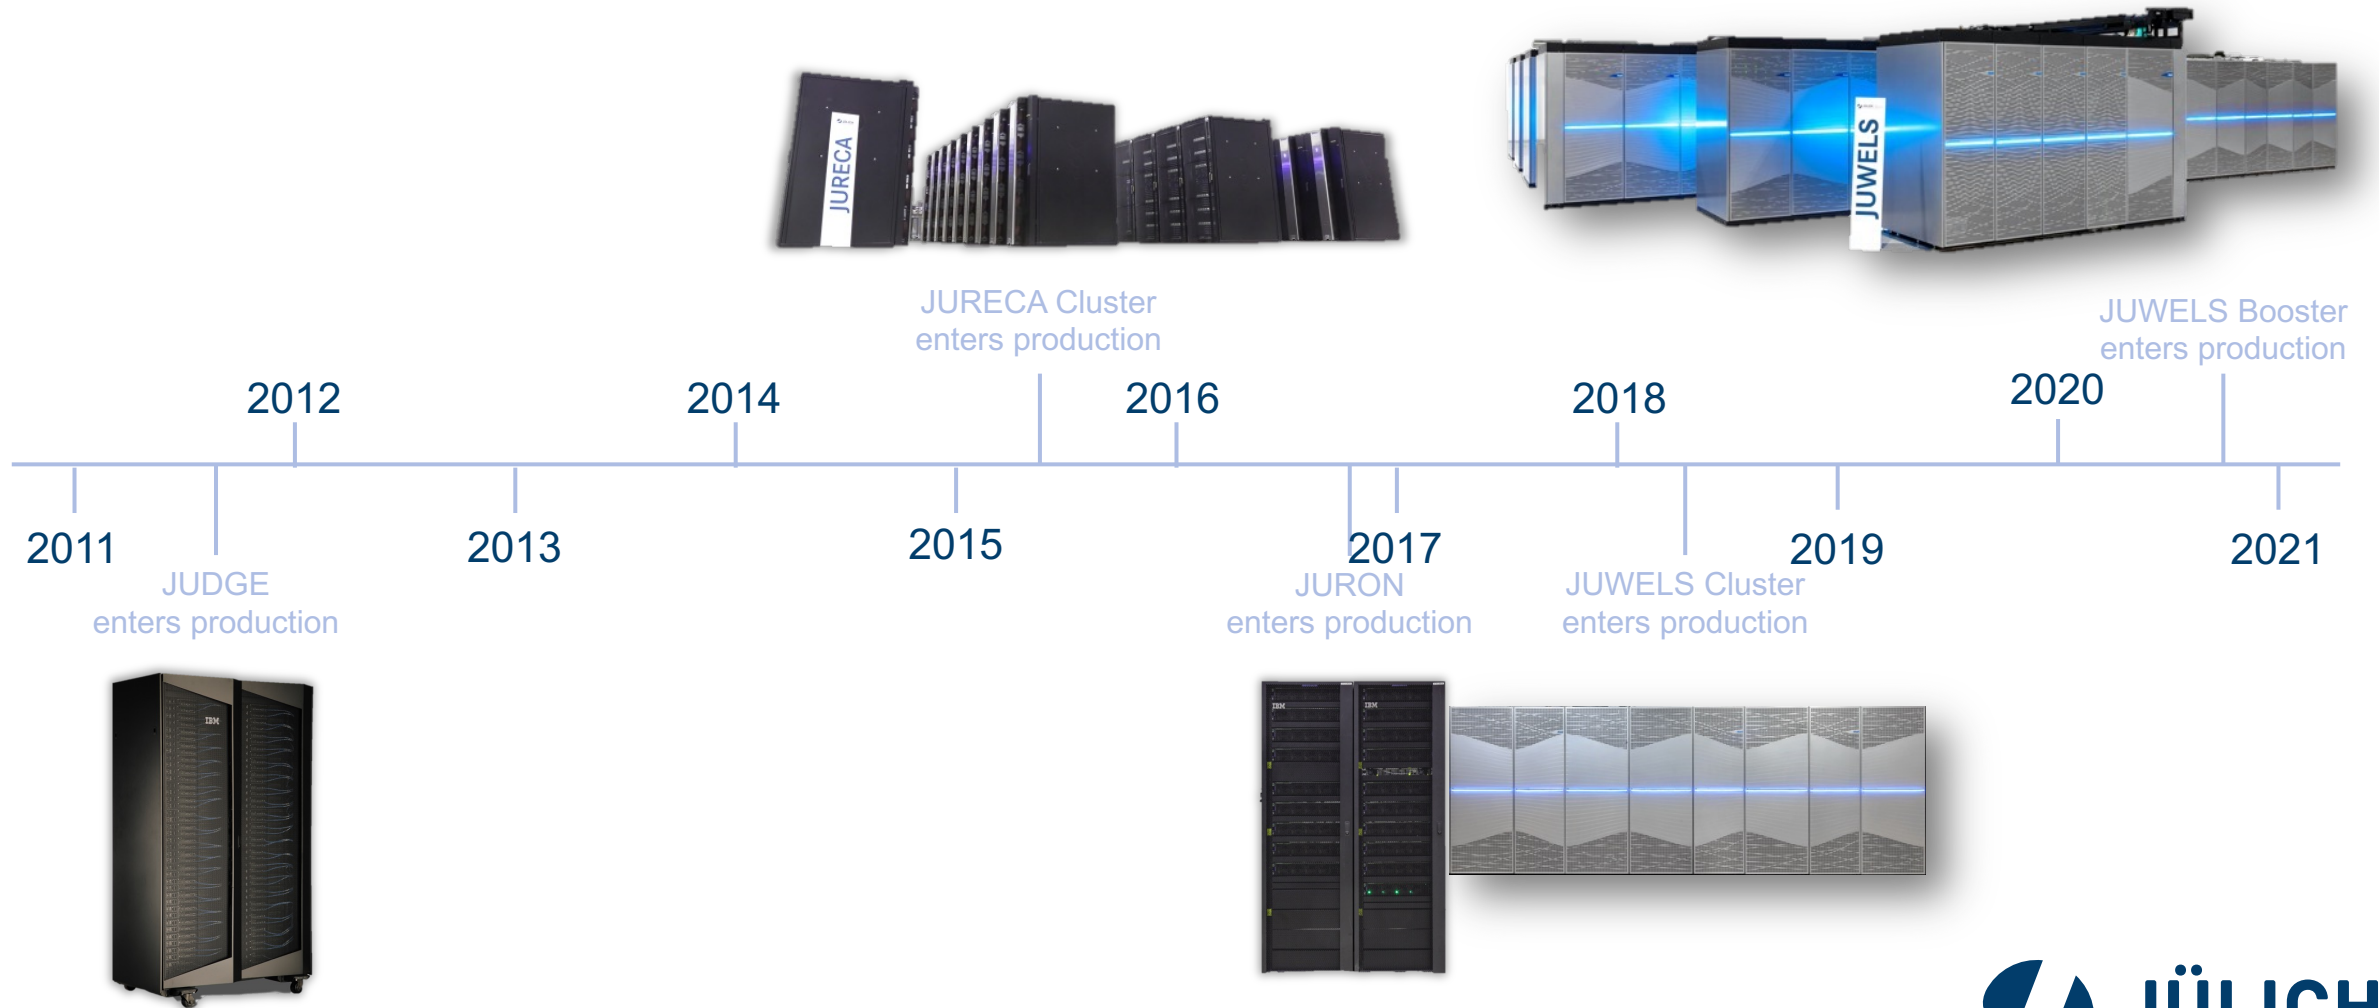 JURECA
JUWELS
JURECA Cluster
enters production
JUWELS Booster
enters production
2012
2014
2016
2018
2020
2011
2013
2015
2017
2019
2021
JUDGE
enters production
JURON
enters production
JUWELS Cluster
enters production
IBM
IBM
IBM
JÜLICH